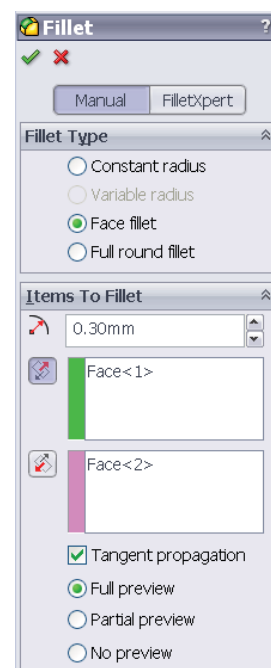 Fillet ?
Manual FilletXpert
Fillet Type
Constant radius
Variable radius
Face fillet
Full round fillet
Items To Fillet
0.30mm
Face<1>
Face<2>
Tangent propagation
Full preview
Partial preview
No preview